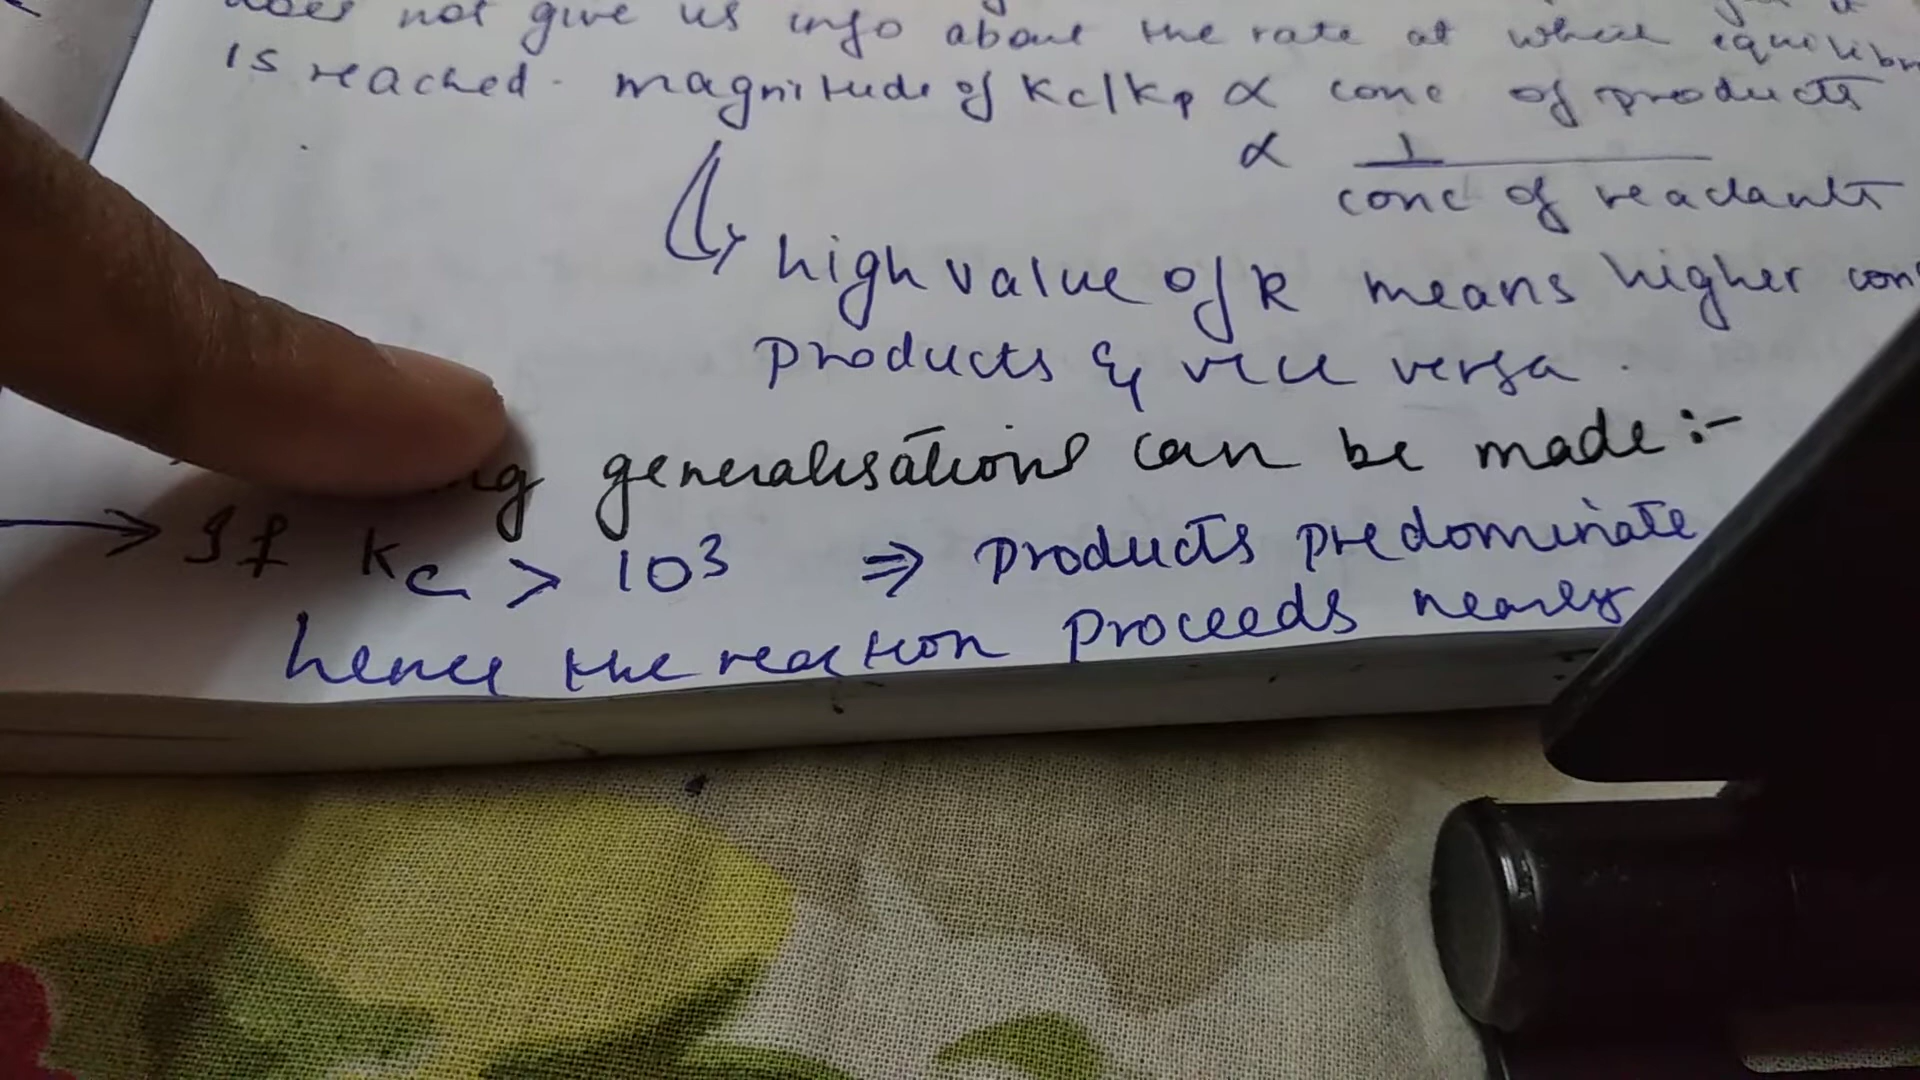 does not give us info about the rate at which
is reached. magnitude of Kc/Kp ∝ conc of products
∝ 1 / conc of reactants
high value of K means higher
products & vice versa.
generalisations can be made :-
→ If Kc > 10³ ⇒ products predominate
hence the reaction proceeds nearly